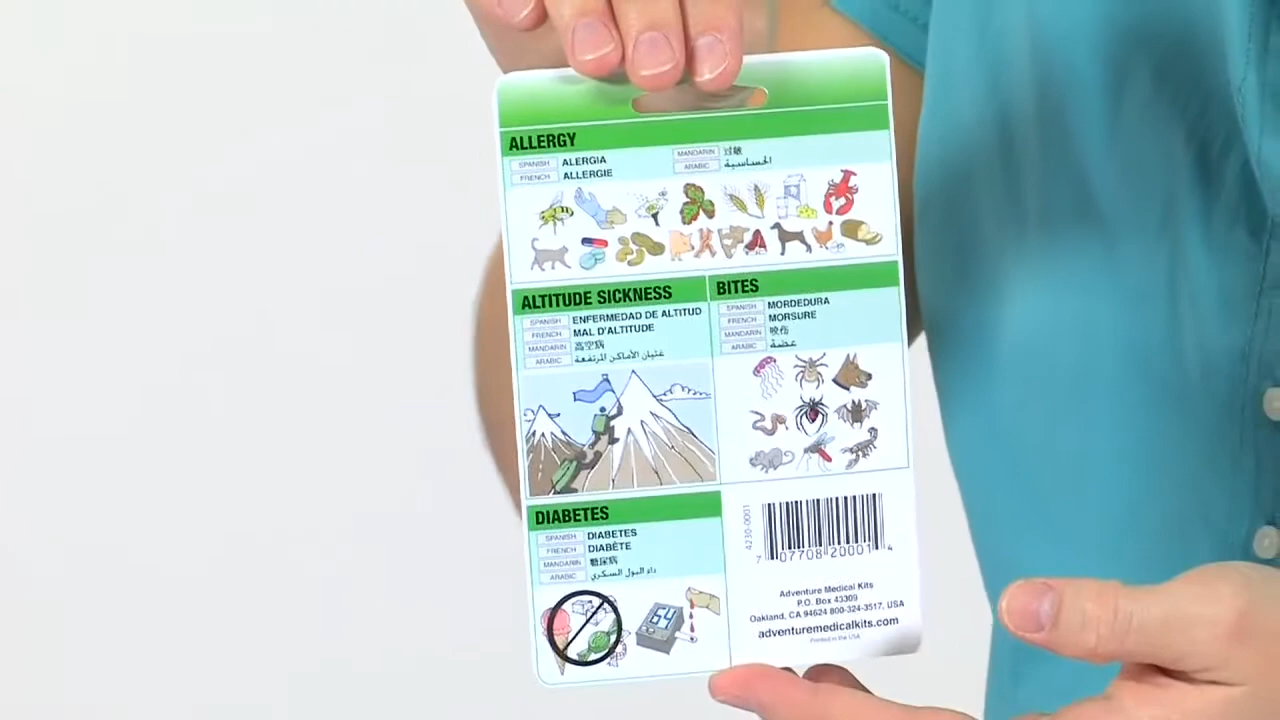 ALLERGY
SPANISH ALERGIA
FRENCH ALLERGIE
MANDARIN 过敏
ARABIC الحساسية
ALTITUDE SICKNESS
SPANISH ENFERMEDAD DE ALTITUD
FRENCH MAL D'ALTITUDE
MANDARIN 高空病
ARABIC غثيان الأماكن المرتفعة
BITES
SPANISH MORDEDURA
FRENCH MORSURE
MANDARIN 咬伤
ARABIC عضة
DIABETES
SPANISH DIABETES
FRENCH DIABÈTE
MANDARIN 糖尿病
ARABIC داء البول السكري
64
4230-0001
7 07708 20001 4
Adventure Medical Kits
P.O. Box 43309
Oakland, CA 94624 800-324-3517, USA
adventuremedicalkits.com
Printed in the USA